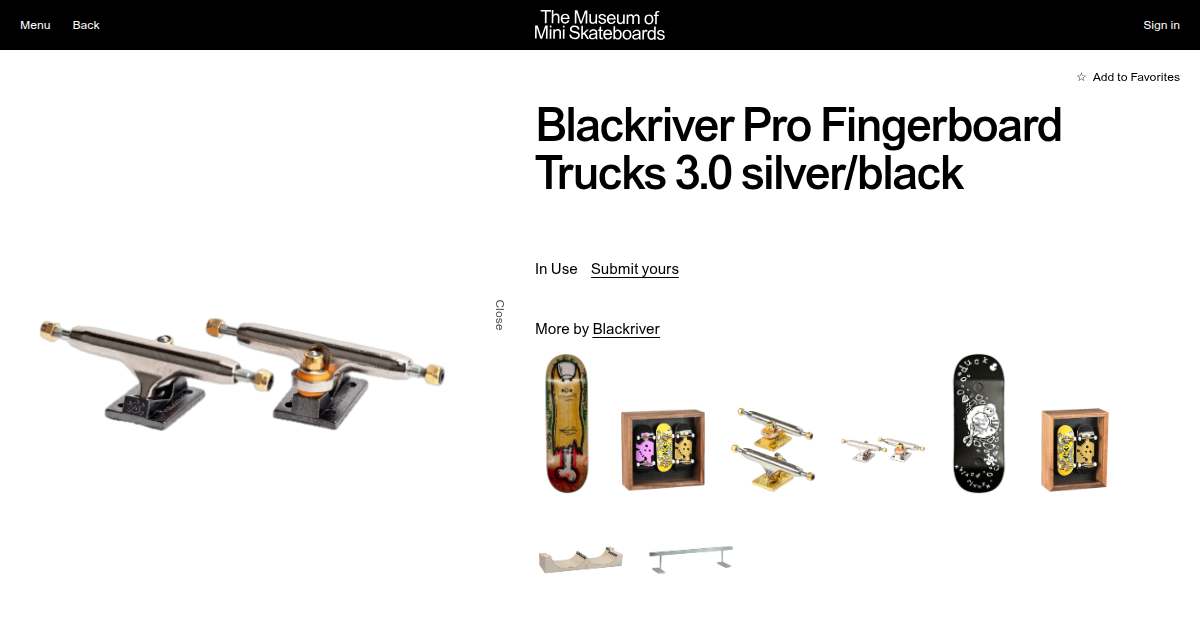 Menu
Back
The Museum of
Mini Skateboards
Sign in
☆ Add to Favorites
Blackriver Pro Fingerboard
Trucks 3.0 silver/black
In Use Submit yours
Close
More by Blackriver